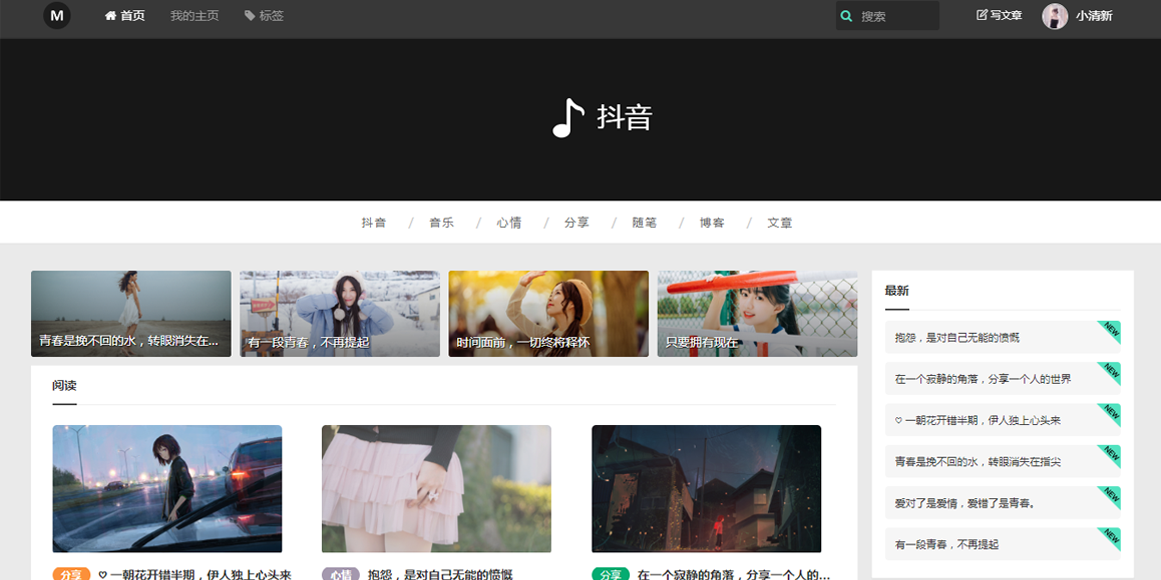 M 首页 我的主页 标签 搜索 写文章 小清新
抖音
抖音 / 音乐 / 心情 / 分享 / 随笔 / 博客 / 文章
青春是挽不回的水，转眼消失在...
有一段青春，不再提起
时间面前，一切终将释怀
只要拥有现在
阅读
分享 ♡ 一朝花开错半期，伊人独上心头来
心情 抱怨，是对自己无能的愤慨
分享 在一个寂静的角落，分享一个人的...
最新
抱怨，是对自己无能的愤慨 NEW
在一个寂静的角落，分享一个人的世界 NEW
♡ 一朝花开错半期，伊人独上心头来 NEW
青春是挽不回的水，转眼消失在指尖 NEW
爱对了是爱情，爱错了是青春。 NEW
有一段青春，不再提起 NEW